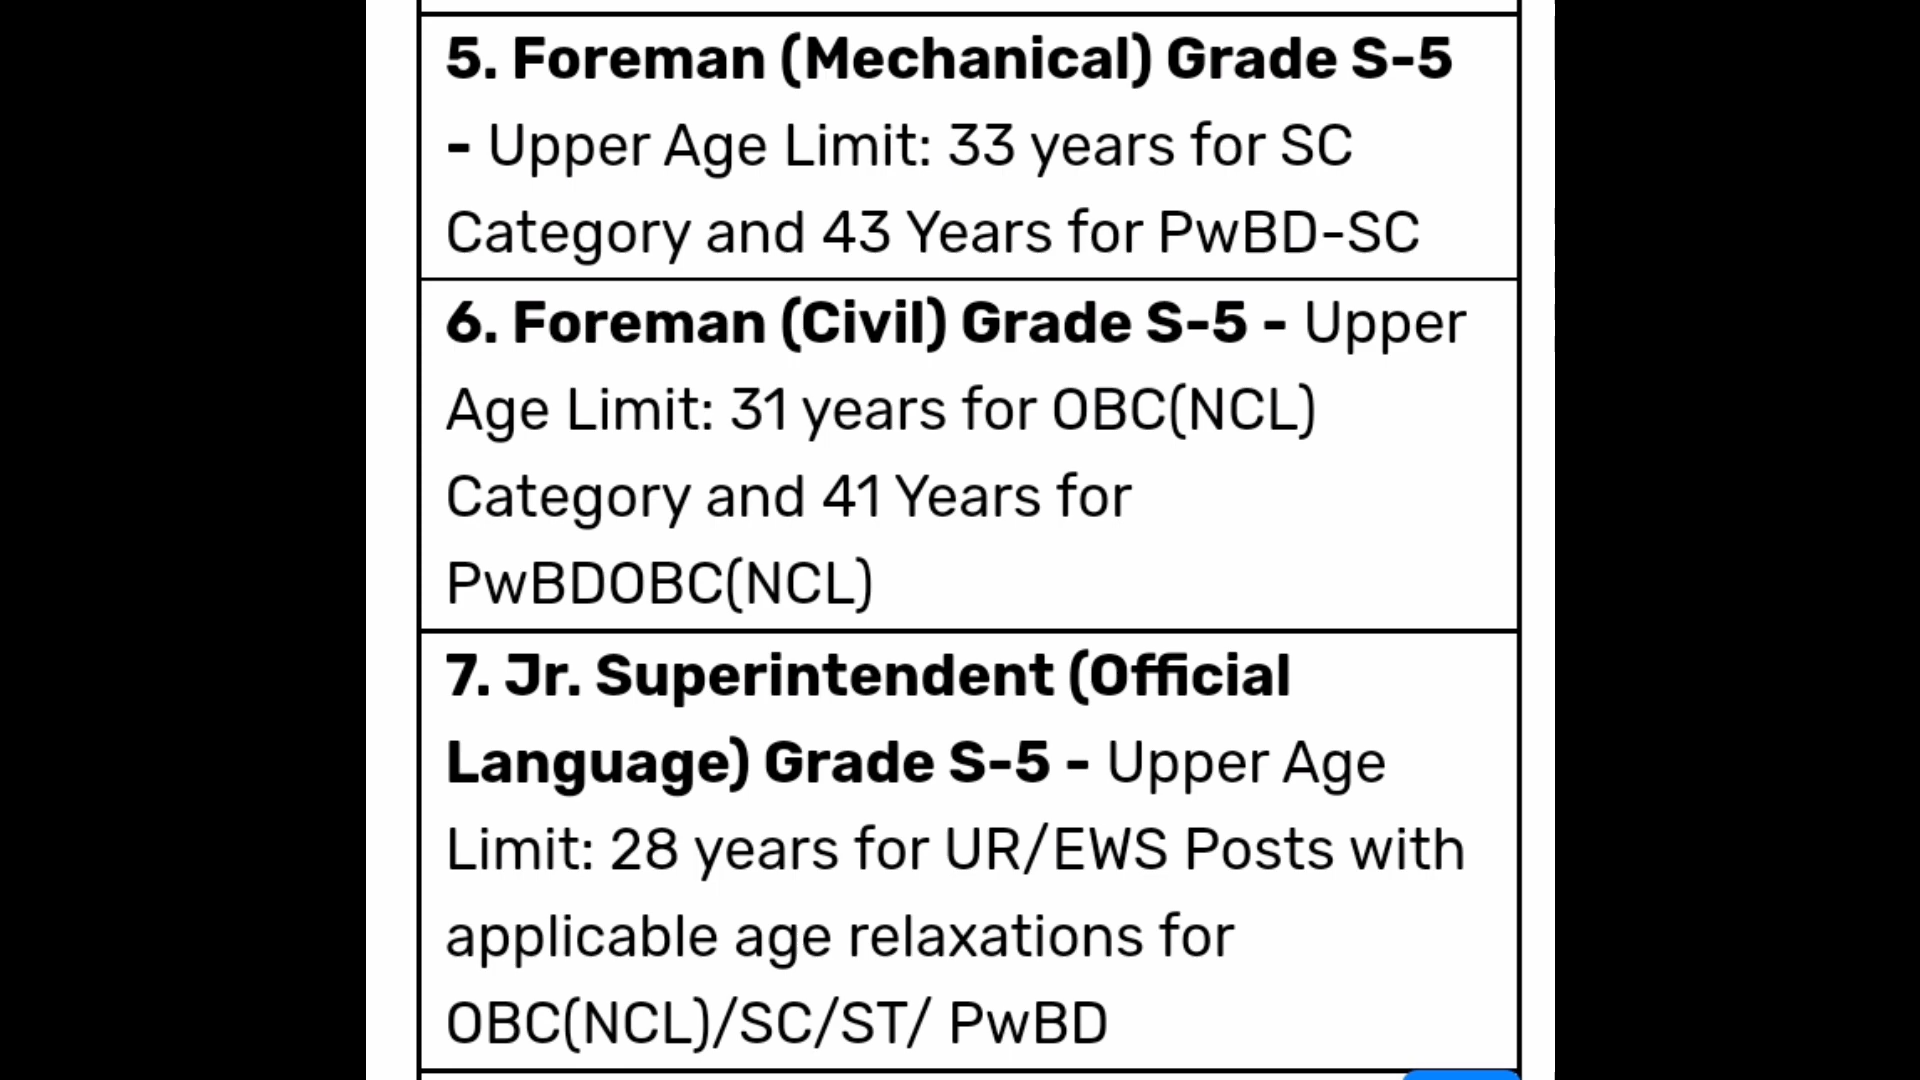 5. Foreman (Mechanical) Grade S-5
- Upper Age Limit: 33 years for SC
Category and 43 Years for PwBD-SC
6. Foreman (Civil) Grade S-5 - Upper
Age Limit: 31 years for OBC(NCL)
Category and 41 Years for
PwBDOBC(NCL)
7. Jr. Superintendent (Official
Language) Grade S-5 - Upper Age
Limit: 28 years for UR/EWS Posts with
applicable age relaxations for
OBC(NCL)/SC/ST/ PwBD